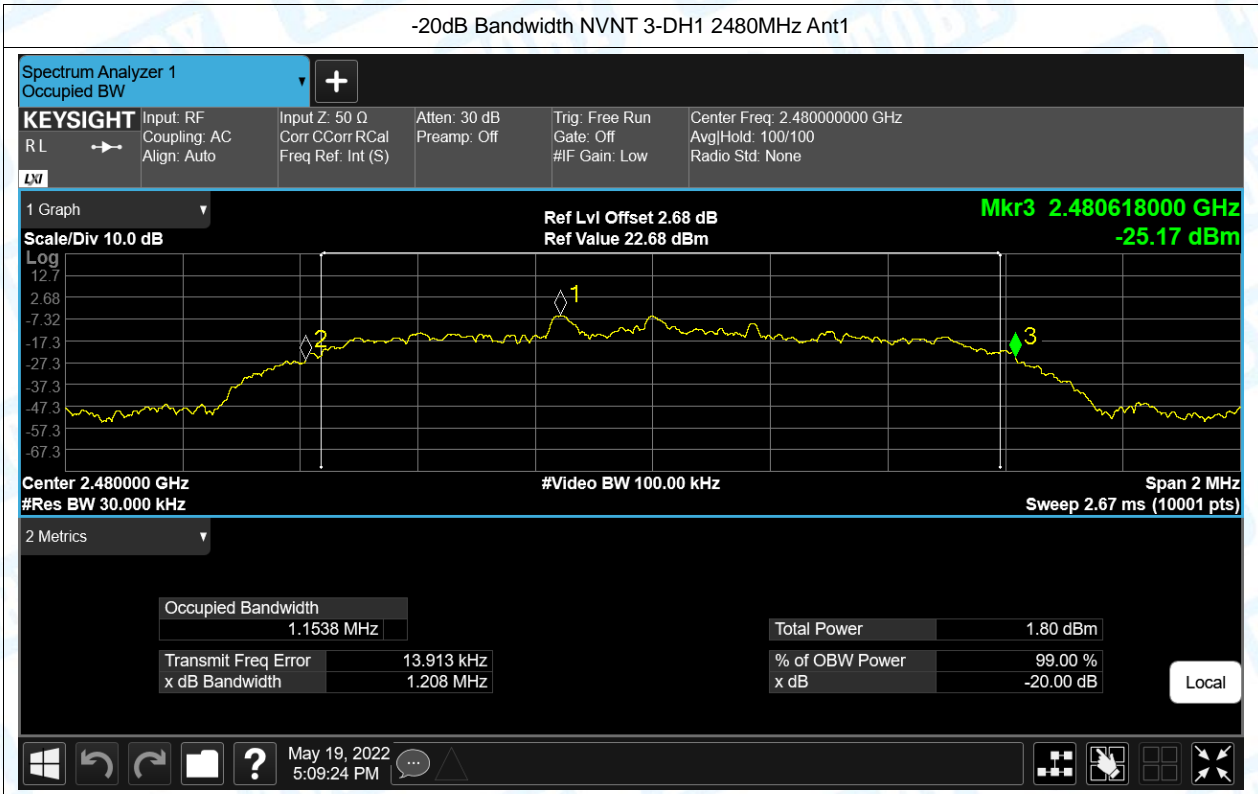 -20dB Bandwidth NVNT 3-DH1 2480MHz Ant1
Spectrum Analyzer 1
Occupied BW
KEYSIGHT
R L
LXI
Input: RF
Coupling: AC
Align: Auto
Input Z: 50 Ω
Corr CCorr RCal
Freq Ref: Int (S)
Atten: 30 dB
Preamp: Off
Trig: Free Run
Gate: Off
#IF Gain: Low
Center Freq: 2.480000000 GHz
Avg|Hold: 100/100
Radio Std: None
1 Graph
Scale/Div 10.0 dB
Ref Lvl Offset 2.68 dB
Ref Value 22.68 dBm
Mkr3 2.480618000 GHz
-25.17 dBm
Log
12.7
2.68
-7.32
-17.3
-27.3
-37.3
-47.3
-57.3
-67.3
1
2
3
Center 2.480000 GHz
#Video BW 100.00 kHz
Span 2 MHz
#Res BW 30.000 kHz
Sweep 2.67 ms (10001 pts)
2 Metrics
Occupied Bandwidth
1.1538 MHz
Total Power 1.80 dBm
Transmit Freq Error 13.913 kHz
% of OBW Power 99.00 %
x dB Bandwidth 1.208 MHz
x dB -20.00 dB
Local
?
May 19, 2022
5:09:24 PM